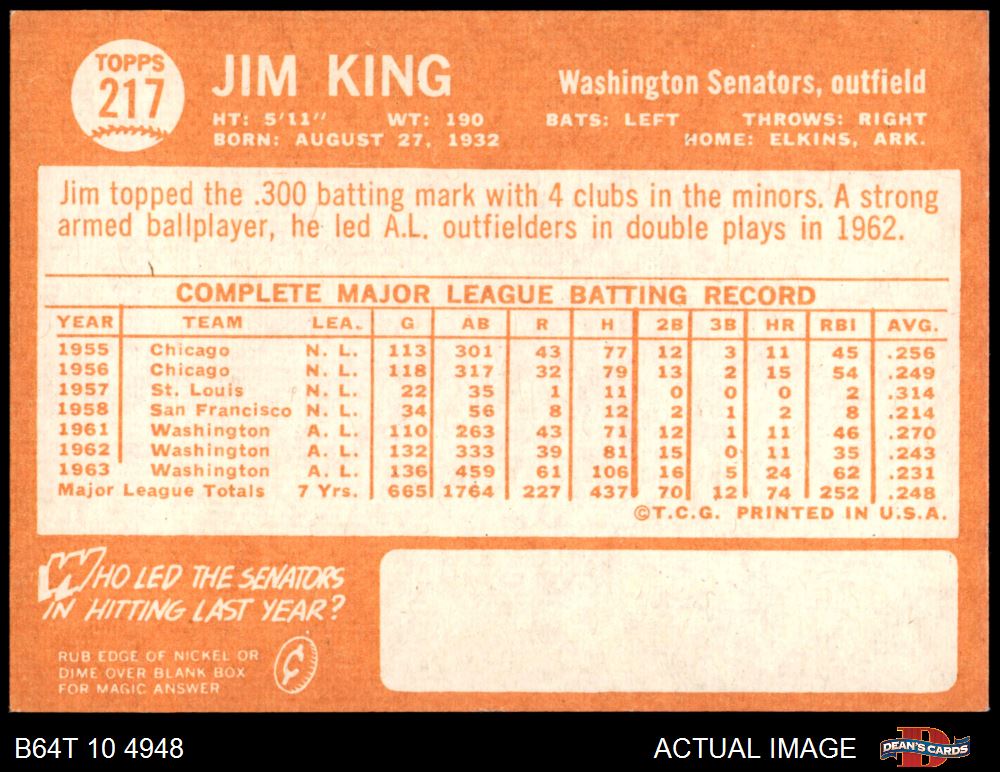 TOPPS
217
JIM KING
Washington Senators, outfield
HT: 5'11" WT: 190 BATS: LEFT THROWS: RIGHT
BORN: AUGUST 27, 1932 HOME: ELKINS, ARK.
Jim topped the .300 batting mark with 4 clubs in the minors. A strong
armed ballplayer, he led A.L. outfielders in double plays in 1962.
COMPLETE MAJOR LEAGUE BATTING RECORD
YEAR TEAM LEA. G AB R H 2B 3B HR RBI AVG.
1955 Chicago N. L. 113 301 43 77 12 3 11 45 .256
1956 Chicago N. L. 118 317 32 79 13 2 15 54 .249
1957 St. Louis N. L. 22 35 1 11 0 0 0 2 .314
1958 San Francisco N. L. 34 56 8 12 2 1 2 8 .214
1961 Washington A. L. 110 263 43 71 12 1 11 46 .270
1962 Washington A. L. 132 333 39 81 15 0 11 35 .243
1963 Washington A. L. 136 459 61 106 16 5 24 62 .231
Major League Totals 7 Yrs. 665 1764 227 437 70 12 74 252 .248
©T.C.G. PRINTED IN U.S.A.
WHO LED THE SENATORS
IN HITTING LAST YEAR?
RUB EDGE OF NICKEL OR
DIME OVER BLANK BOX
FOR MAGIC ANSWER
¢
B64T 10 4948
ACTUAL IMAGE
D
DEAN'S CARDS